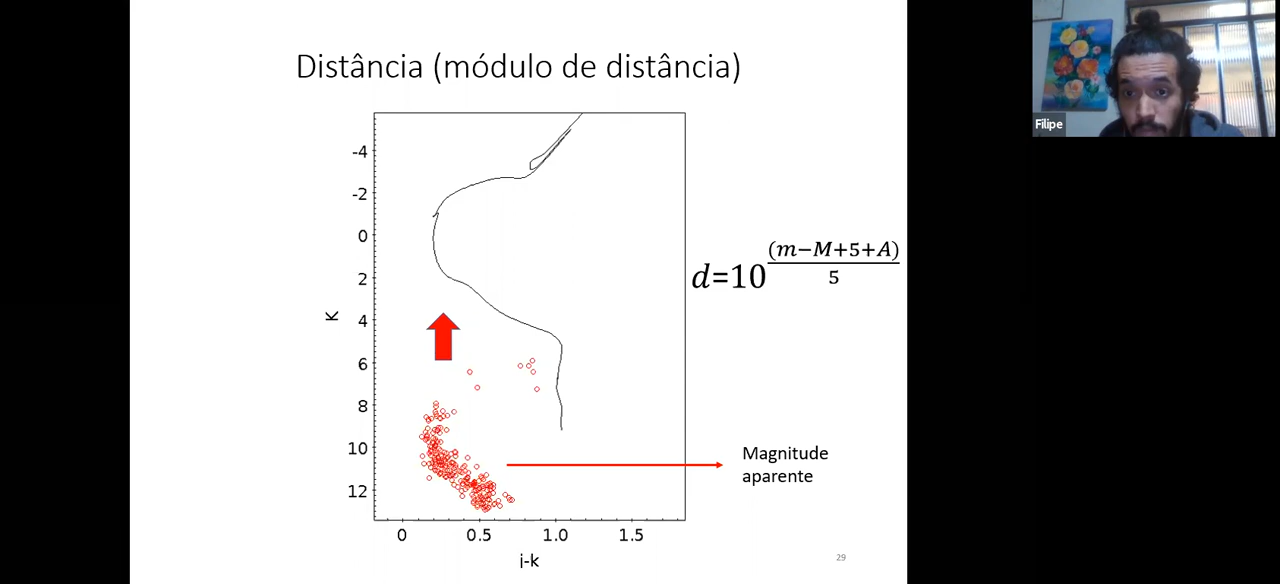 Distância (módulo de distância)
Filipe
-4
-2
0
2
4
6
8
10
12
K
0 0.5 1.0 1.5
j-k
d=10^((m−M+5+A)/5)
Magnitude
aparente
29